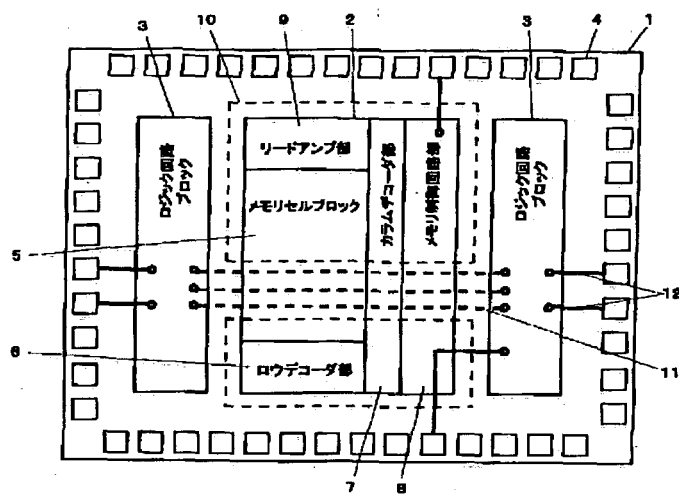 10
9
2
3
4
1
3
リードアンプ部
ロジック回路
ブロック
メモリセルブロック
カラムデコーダ部
メモリ制御回路部
ロジック回路
ブロック
5
12
6
ロウデコーダ部
11
7
8